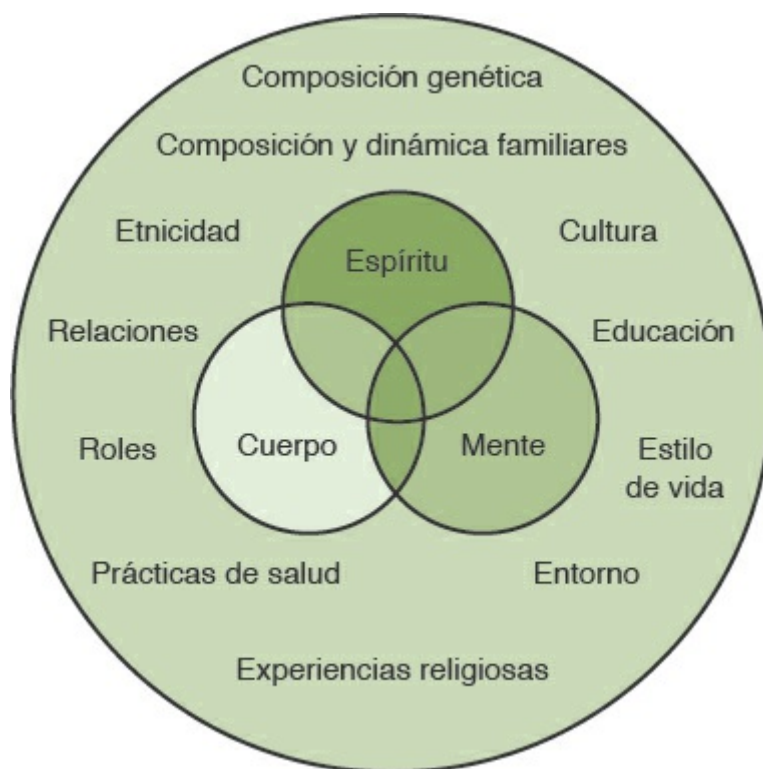 Composición genética
Composición y dinámica familiares
Etnicidad
Espíritu
Cultura
Relaciones
Educación
Roles
Cuerpo
Mente
Estilo
de vida
Prácticas de salud
Entorno
Experiencias religiosas